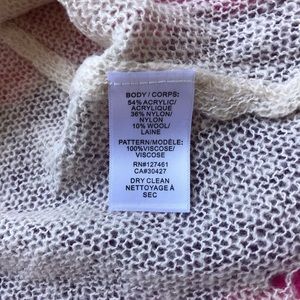 BODY / CORPS:
54% ACRYLIC/
ACRYLIQUE
36% NYLON/
NYLON
10% WOOL/
LAINE
PATTERN/MODÈLE:
100%VISCOSE/
VISCOSE
RN#127461
CA#30427
DRY CLEAN
NETTOYAGE À
SEC